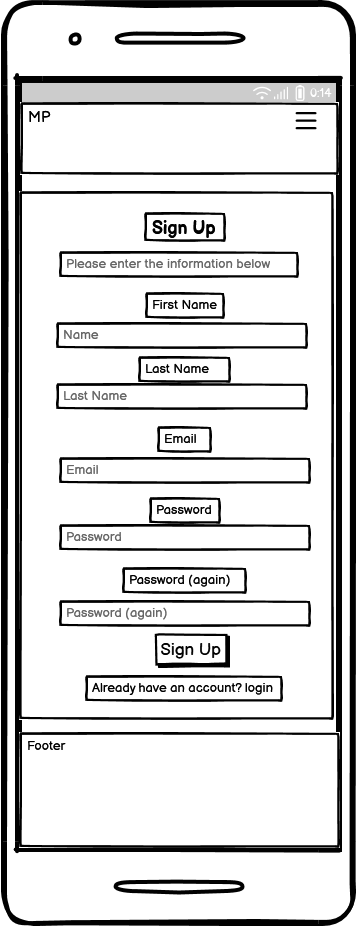 0:14
MP
Sign Up
Please enter the information below
First Name
Name
Last Name
Last Name
Email
Email
Password
Password
Password (again)
Password (again)
Sign Up
Already have an account? login
Footer